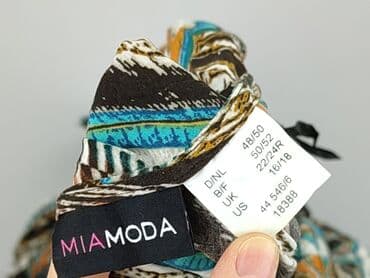 MIAMODA
D/NL 48/50
B/F 50/52
UK 22/24R
US 16/18
44 546/6
18388